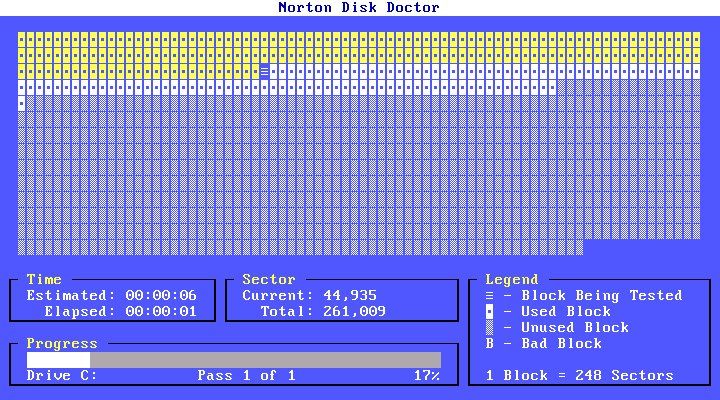 Norton Disk Doctor
Time
Estimated: 00:00:06
Elapsed: 00:00:01
Sector
Current: 44,935
Total: 261,009
Legend
≡ - Block Being Tested
- Used Block
░ - Unused Block
B - Bad Block
1 Block = 248 Sectors
Progress
Drive C: Pass 1 of 1 17%